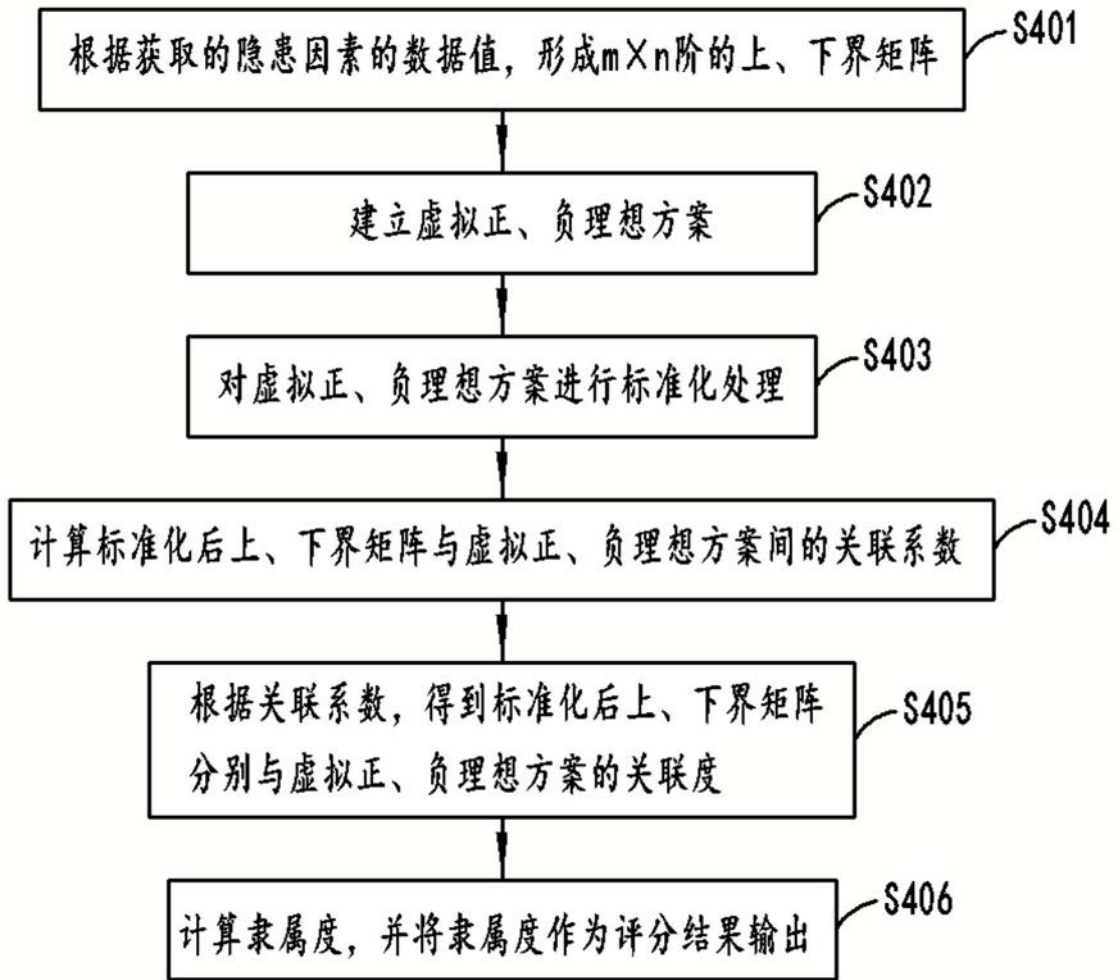 根据获取的隐患因素的数据值，形成m×n阶的上、下界矩阵
S401
建立虚拟正、负理想方案
S402
对虚拟正、负理想方案进行标准化处理
S403
计算标准化后上、下界矩阵与虚拟正、负理想方案间的关联系数
S404
根据关联系数，得到标准化后上、下界矩阵
分别与虚拟正、负理想方案的关联度
S405
计算隶属度，并将隶属度作为评分结果输出
S406